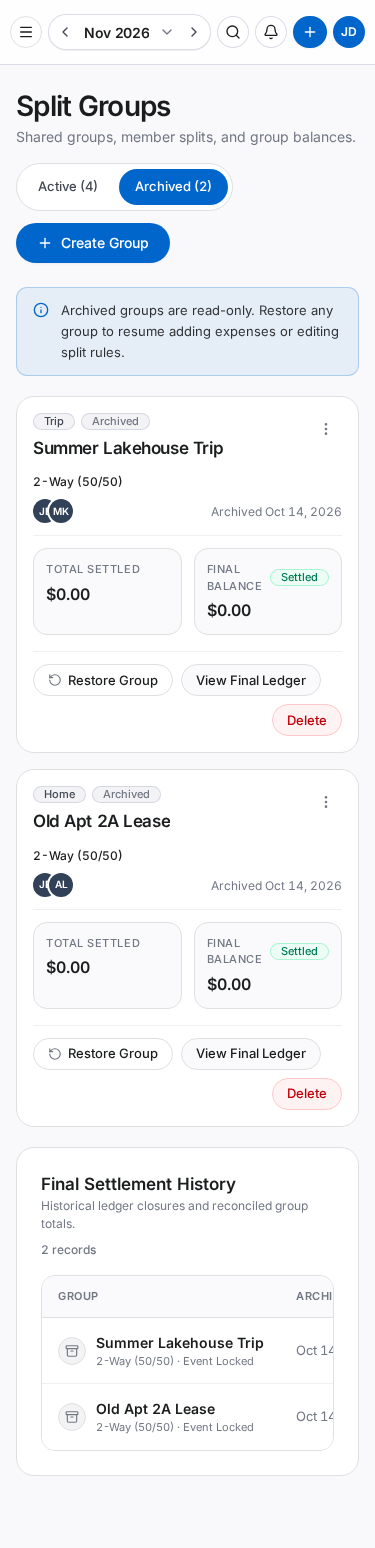 Nov 2026
JD
Split Groups
Shared groups, member splits, and group balances.
Active (4)
Archived (2)
Create Group
Archived groups are read-only. Restore any
group to resume adding expenses or editing
split rules.
Trip
Archived
Summer Lakehouse Trip
2-Way (50/50)
MK
Archived Oct 14, 2026
TOTAL SETTLED
$0.00
FINAL
BALANCE
Settled
$0.00
Restore Group
View Final Ledger
Delete
Home
Archived
Old Apt 2A Lease
2-Way (50/50)
AL
Archived Oct 14, 2026
TOTAL SETTLED
$0.00
FINAL
BALANCE
Settled
$0.00
Restore Group
View Final Ledger
Delete
Final Settlement History
Historical ledger closures and reconciled group
totals.
2 records
GROUP
ARCHI
Summer Lakehouse Trip
Oct 14
2-Way (50/50) · Event Locked
Old Apt 2A Lease
Oct 14
2-Way (50/50) · Event Locked